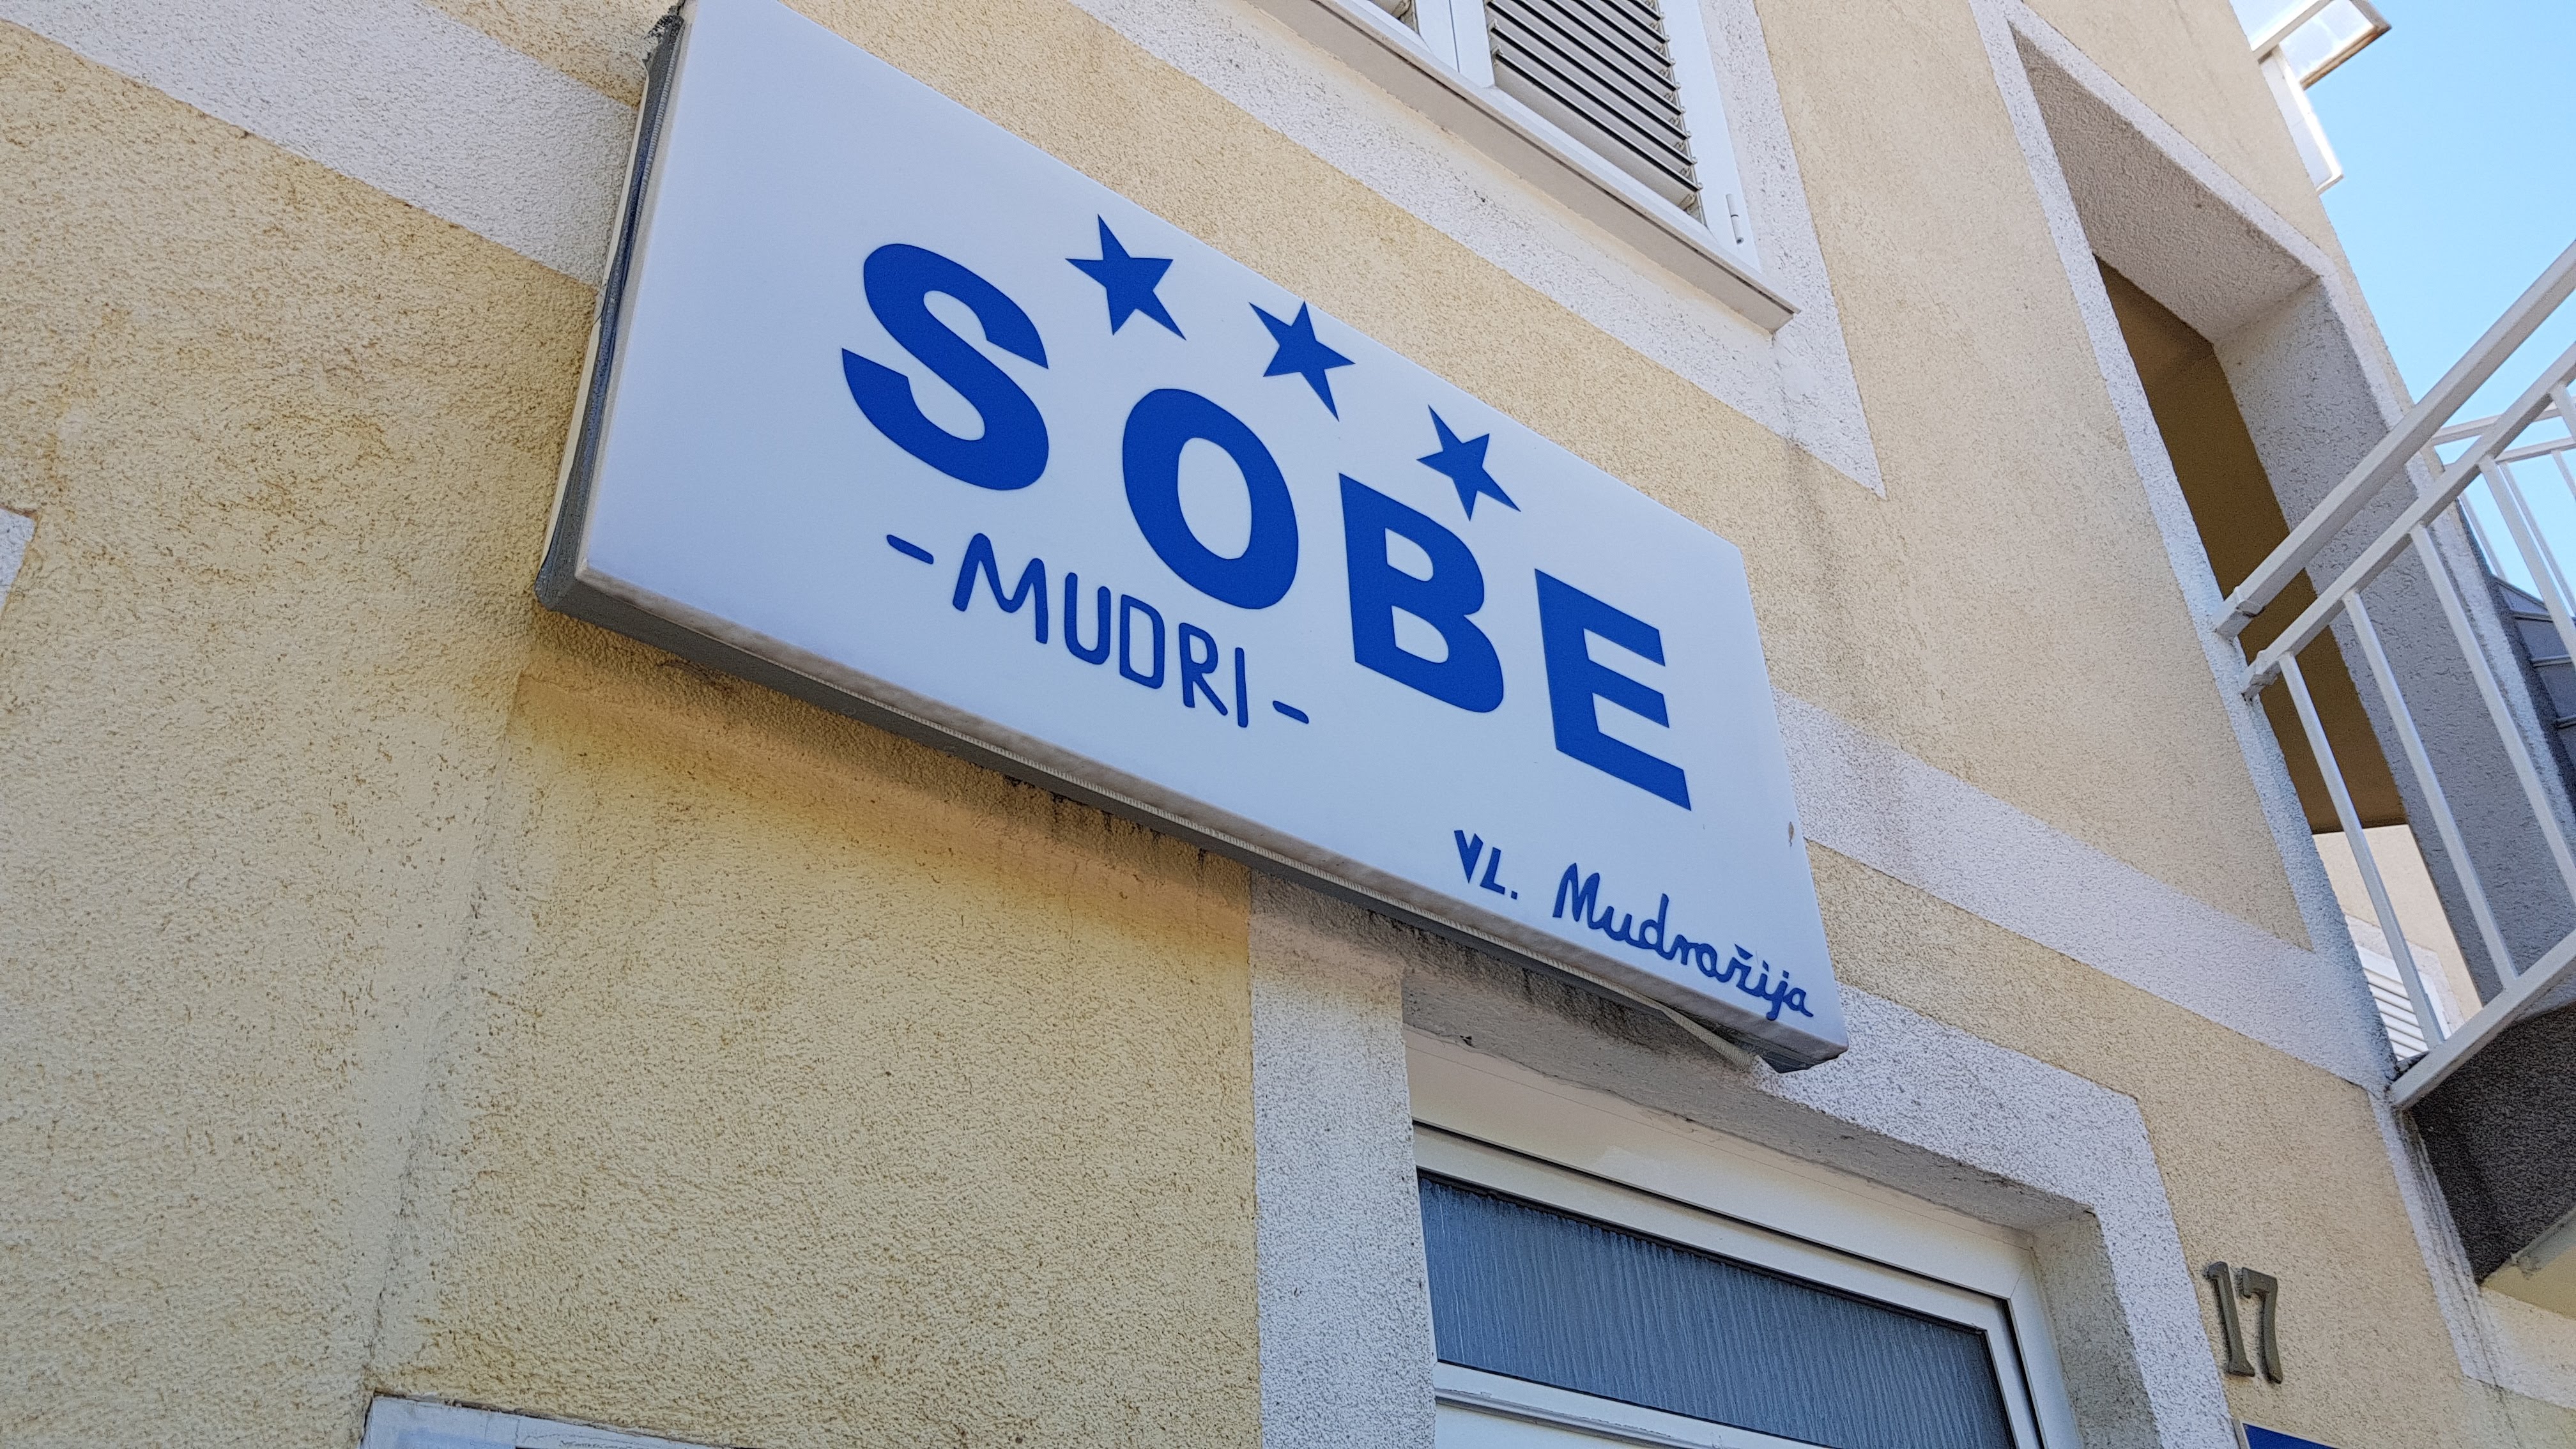 SOBE
-MUDRI-
VL. Mudražija
17